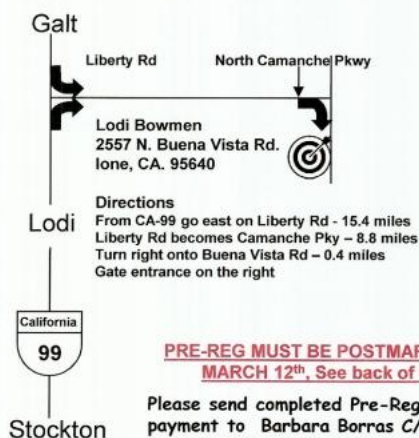 Galt
Liberty Rd
North Camanche Pkwy
Lodi Bowmen
2557 N. Buena Vista Rd.
Ione, CA. 95640
Directions
From CA-99 go east on Liberty Rd - 15.4 miles
Liberty Rd becomes Camanche Pky – 8.8 miles
Turn right onto Buena Vista Rd – 0.4 miles
Gate entrance on the right
Lodi
California
99
Stockton
PRE-REG MUST BE POSTMAR
MARCH 12th, See back of
Please send completed Pre-Reg
payment to Barbara Borras C/